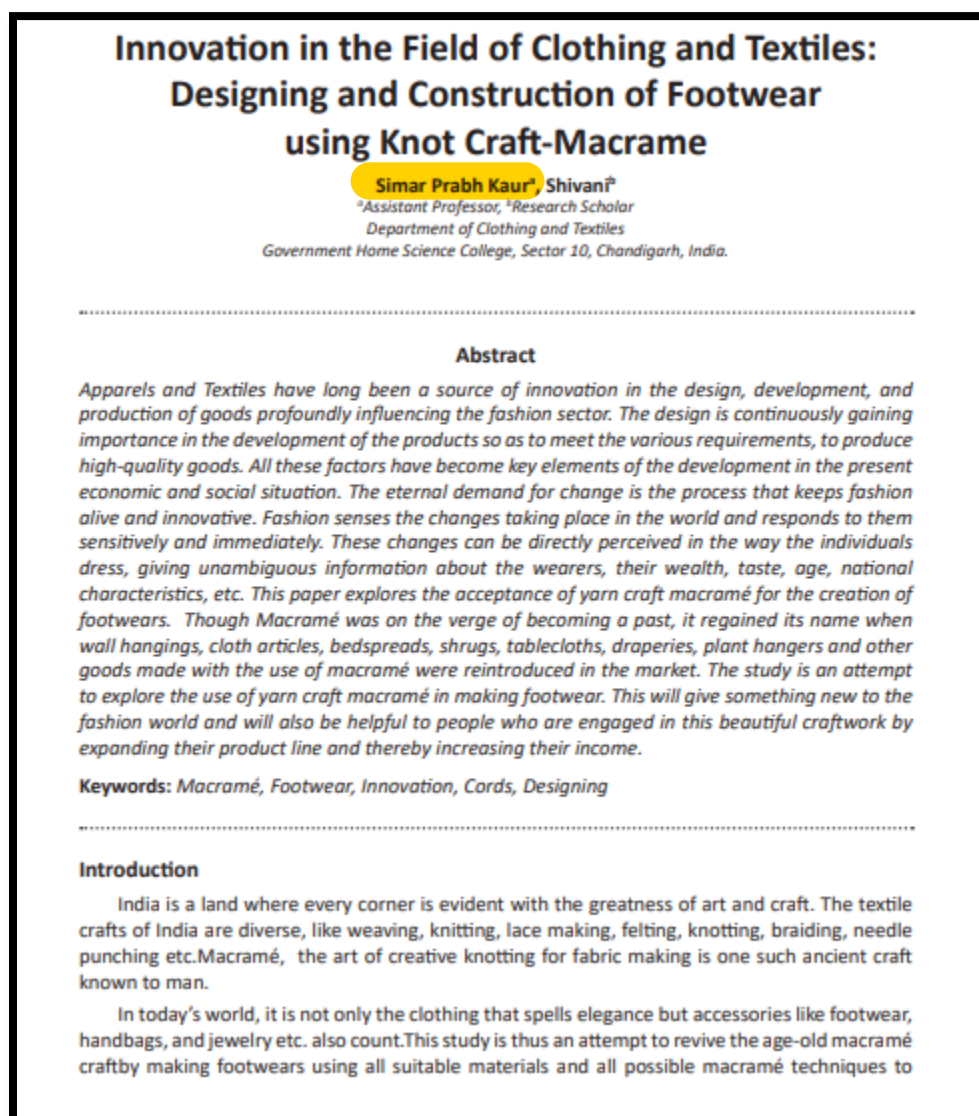 Innovation in the Field of Clothing and Textiles:
Designing and Construction of Footwear
using Knot Craft-Macrame
Simar Prabh Kaurᵃ, Shivaniᵇ
ᵃAssistant Professor, ᵇResearch Scholar
Department of Clothing and Textiles
Government Home Science College, Sector 10, Chandigarh, India.
Abstract
Apparels and Textiles have long been a source of innovation in the design, development, and
production of goods profoundly influencing the fashion sector. The design is continuously gaining
importance in the development of the products so as to meet the various requirements, to produce
high-quality goods. All these factors have become key elements of the development in the present
economic and social situation. The eternal demand for change is the process that keeps fashion
alive and innovative. Fashion senses the changes taking place in the world and responds to them
sensitively and immediately. These changes can be directly perceived in the way the individuals
dress, giving unambiguous information about the wearers, their wealth, taste, age, national
characteristics, etc. This paper explores the acceptance of yarn craft macramé for the creation of
footwears. Though Macramé was on the verge of becoming a past, it regained its name when
wall hangings, cloth articles, bedspreads, shrugs, tablecloths, draperies, plant hangers and other
goods made with the use of macramé were reintroduced in the market. The study is an attempt
to explore the use of yarn craft macramé in making footwear. This will give something new to the
fashion world and will also be helpful to people who are engaged in this beautiful craftwork by
expanding their product line and thereby increasing their income.
Keywords: Macramé, Footwear, Innovation, Cords, Designing
Introduction
India is a land where every corner is evident with the greatness of art and craft. The textile
crafts of India are diverse, like weaving, knitting, lace making, felting, knotting, braiding, needle
punching etc.Macramé, the art of creative knotting for fabric making is one such ancient craft
known to man.
In today's world, it is not only the clothing that spells elegance but accessories like footwear,
handbags, and jewelry etc. also count.This study is thus an attempt to revive the age-old macramé
craftby making footwears using all suitable materials and all possible macramé techniques to